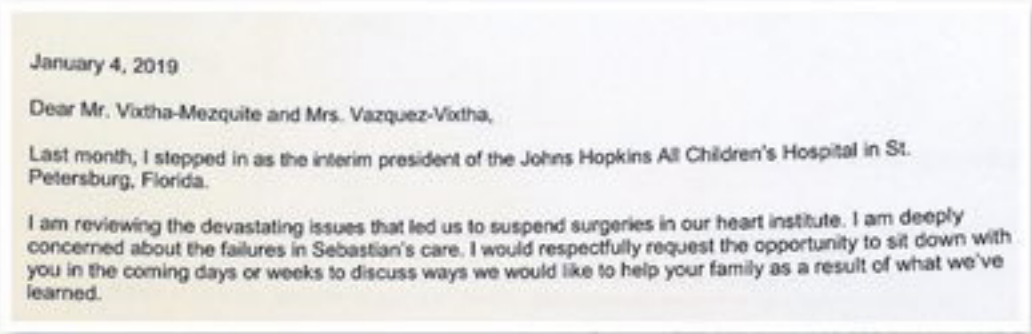 January 4, 2019
Dear Mr. Vixtha-Mezquite and Mrs. Vazquez-Vixtha,
Last month, I stepped in as the interim president of the Johns Hopkins All Children's Hospital in St.
Petersburg, Florida.
I am reviewing the devastating issues that led us to suspend surgeries in our heart institute. I am deeply
concerned about the failures in Sebastian's care. I would respectfully request the opportunity to sit down with
you in the coming days or weeks to discuss ways we would like to help your family as a result of what we've
learned.